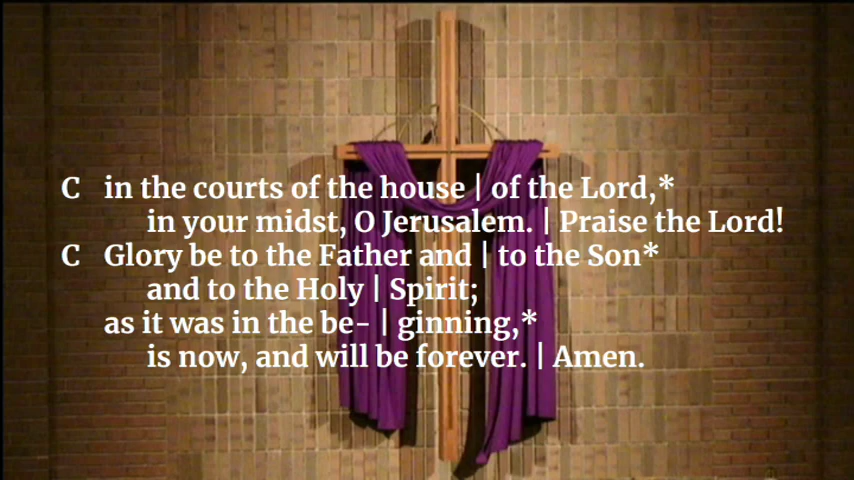 C in the courts of the house | of the Lord,*
in your midst, O Jerusalem. | Praise the Lord!
C Glory be to the Father and | to the Son*
and to the Holy | Spirit;
as it was in the be- | ginning,*
is now, and will be forever. | Amen.